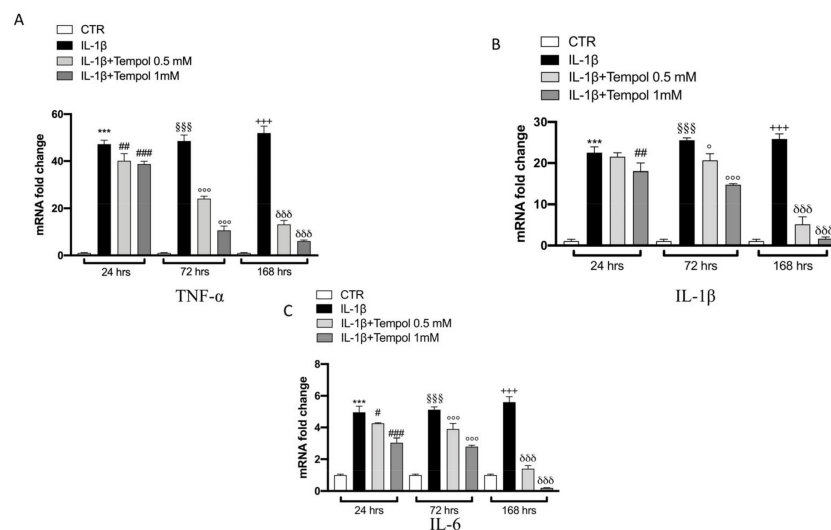 A
CTR
IL-1β
IL-1β+Tempol 0.5 mM
IL-1β+Tempol 1mM
mRNA fold change
60
40
20
0
***
##
###
§§§
°°°
°°°
+++
δδδ
δδδ
24 hrs
72 hrs
168 hrs
TNF-α
B
CTR
IL-1β
IL-1β+Tempol 0.5 mM
IL-1β+Tempol 1mM
mRNA fold change
30
20
10
0
***
##
§§§
°
°°°
+++
δδδ
δδδ
24 hrs
72 hrs
168 hrs
IL-1β
C
CTR
IL-1β
IL-1β+Tempol 0.5 mM
IL-1β+Tempol 1mM
mRNA fold change
8
6
4
2
0
***
#
###
§§§
°°°
°°°
+++
δδδ
δδδ
24 hrs
72 hrs
168 hrs
IL-6